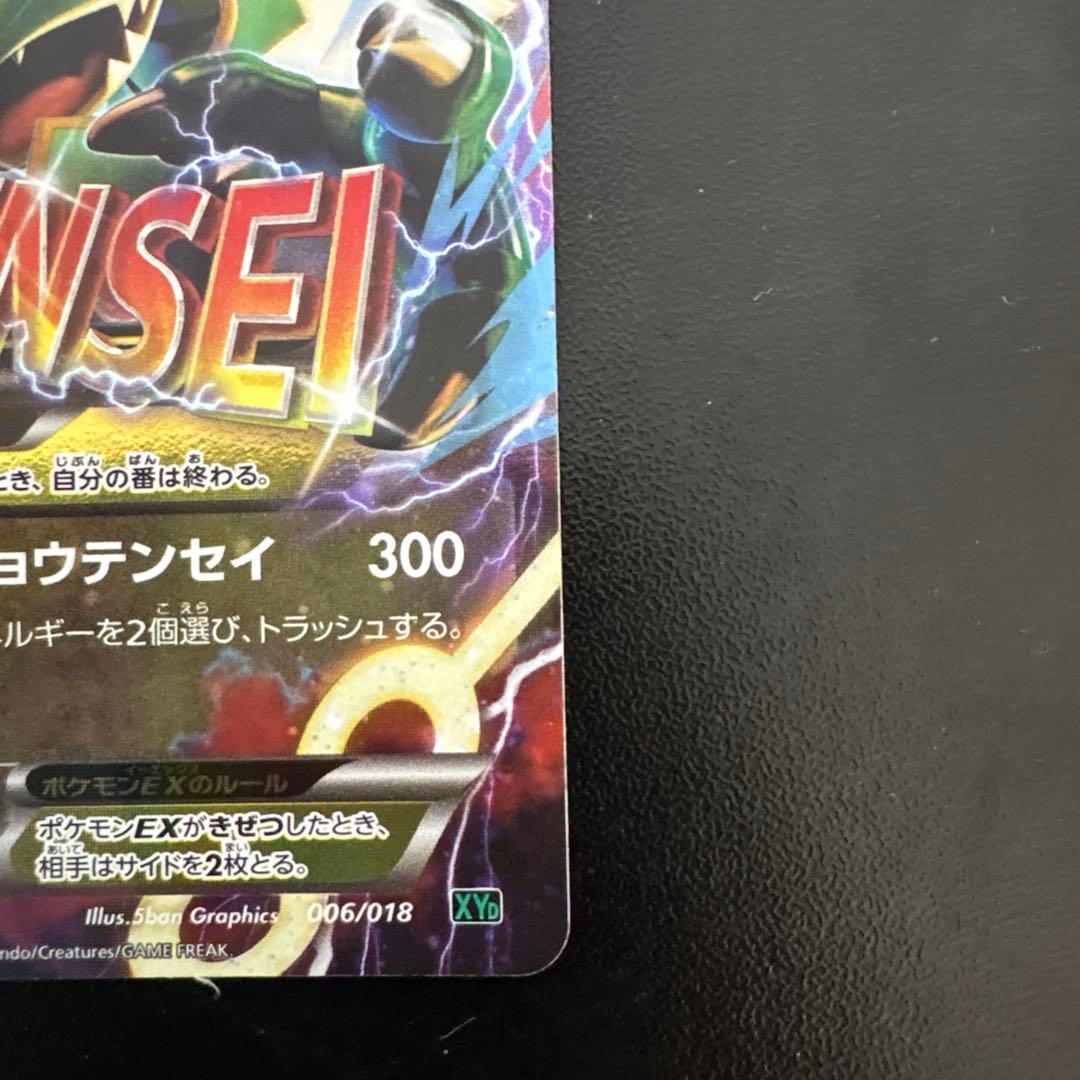 NSEI
とき、自分の番は終わる。
ョウテンセイ 300
ルギーを2個選び、トラッシュする。
ポケモンEXのルール
ポケモンEXがきぜつしたとき、
相手はサイドを2枚とる。
Illus.5ban Graphics 006/018 XYD
ndo/Creatures/GAME FREAK.